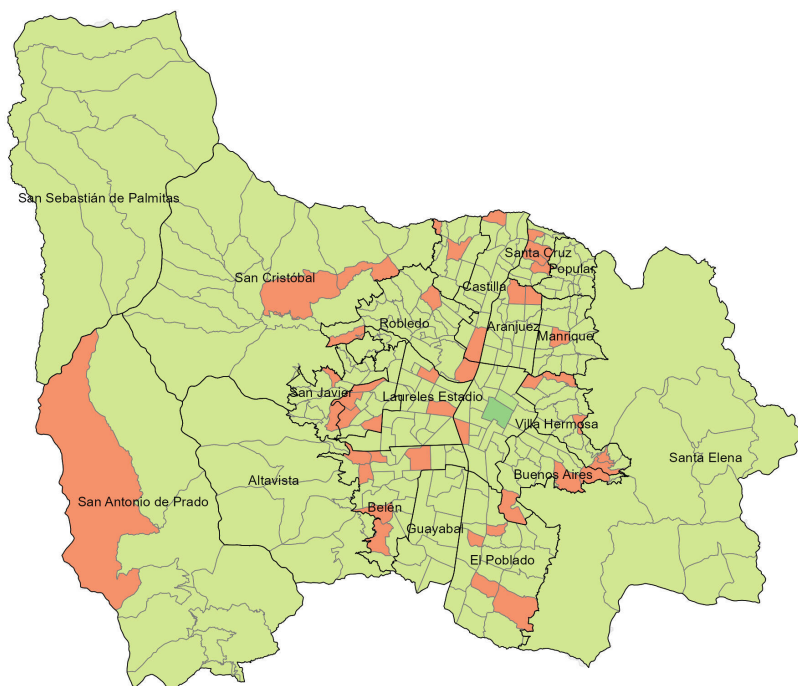 San Sebastián de Palmitas
San Cristóbal
Santa Cruz
Popular
Castilla
Robledo
Aranjuez
Manrique
San Javier
Laureles Estadio
Villa Hermosa
Santa Elena
Buenos Aires
Altavista
San Antonio de Prado
Belén
Guayabal
El Poblado